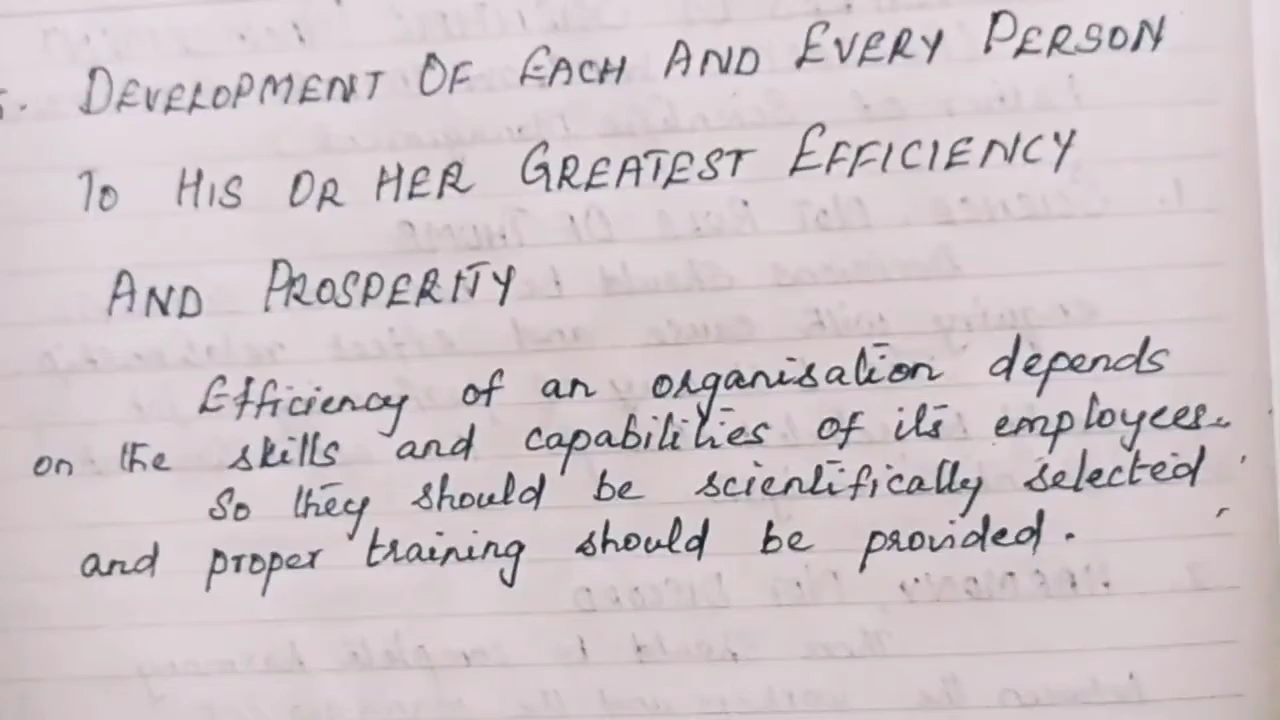 5. DEVELOPMENT OF EACH AND EVERY PERSON
TO HIS OR HER GREATEST EFFICIENCY
AND PROSPERITY
Efficiency of an organisation depends
on the skills and capabilities of its employees.
So they should be scientifically selected
and proper training should be provided.